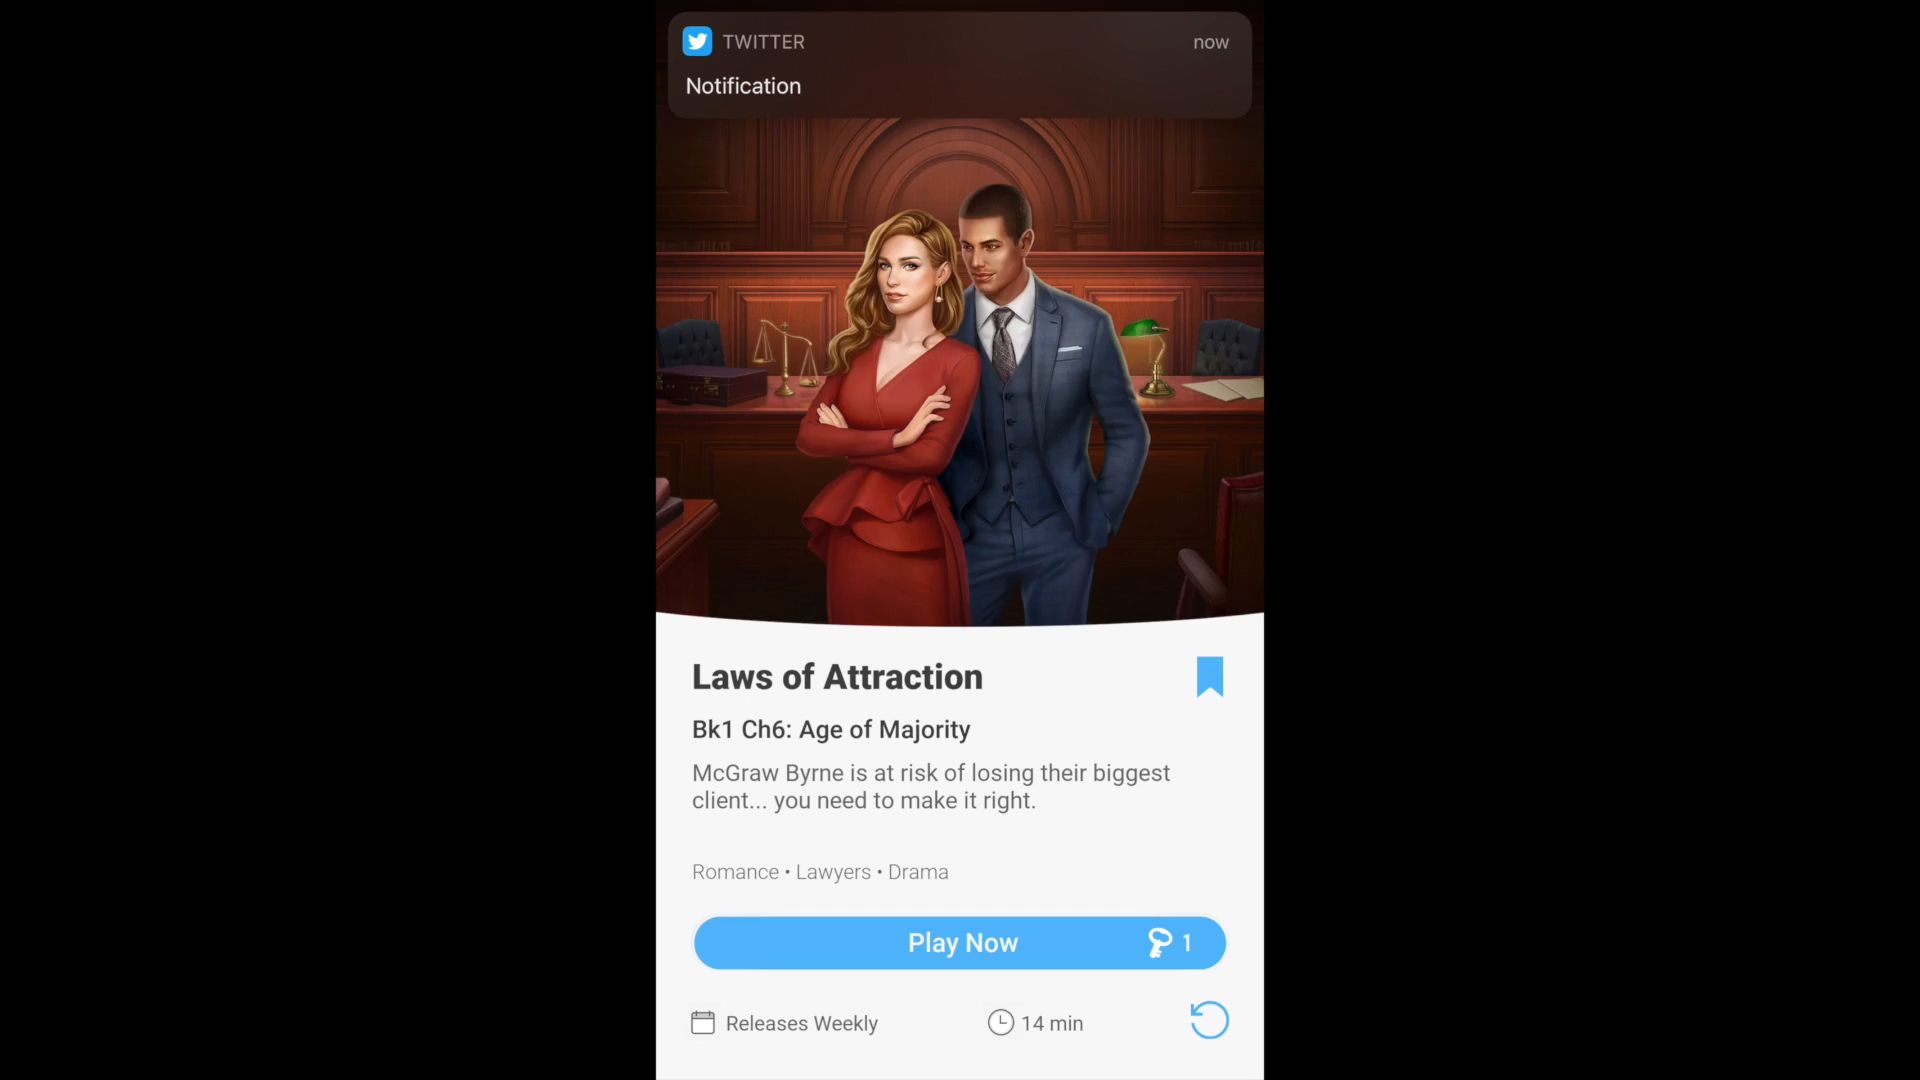 TWITTER now
Notification
Laws of Attraction
Bk1 Ch6: Age of Majority
McGraw Byrne is at risk of losing their biggest
client... you need to make it right.
Romance • Lawyers • Drama
Play Now 1
Releases Weekly 14 min